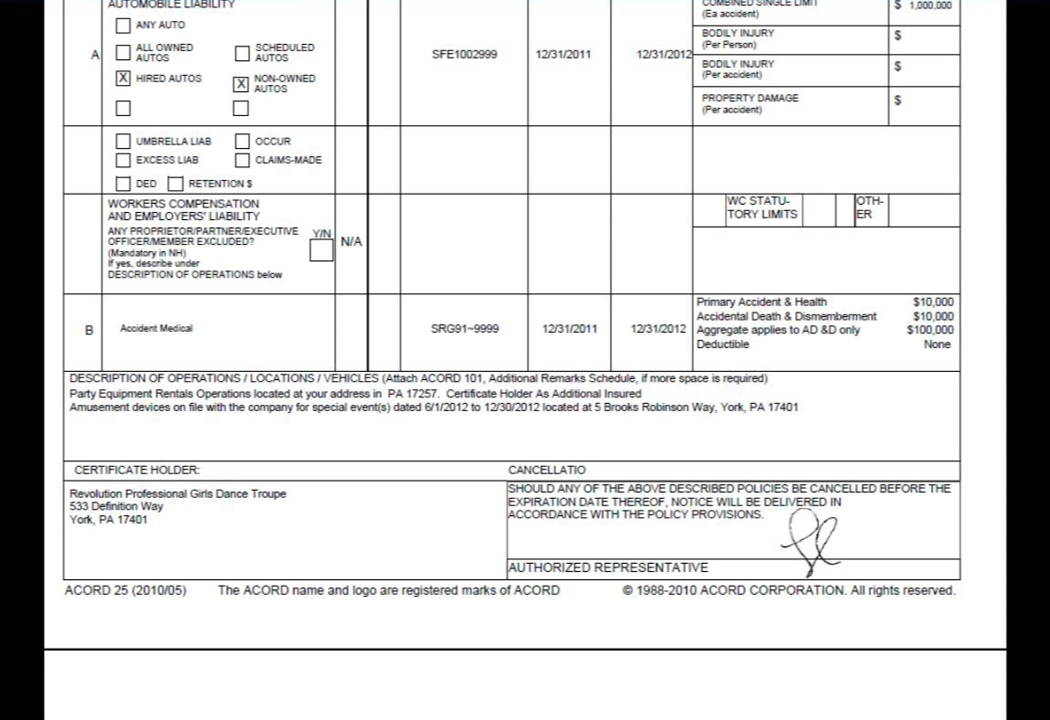 AUTOMOBILE LIABILITY
ANY AUTO
ALL OWNED AUTOS
SCHEDULED AUTOS
X HIRED AUTOS
X NON-OWNED AUTOS
A
SFE1002999
12/31/2011
12/31/2012
COMBINED SINGLE LIMIT
(Ea accident)
$ 1,000,000
BODILY INJURY
(Per Person)
$
BODILY INJURY
(Per accident)
$
PROPERTY DAMAGE
(Per accident)
$
UMBRELLA LIAB
OCCUR
EXCESS LIAB
CLAIMS-MADE
DED
RETENTION $
WORKERS COMPENSATION
AND EMPLOYERS' LIABILITY
ANY PROPRIETOR/PARTNER/EXECUTIVE
OFFICER/MEMBER EXCLUDED?
(Mandatory in NH)
If yes, describe under
DESCRIPTION OF OPERATIONS below
Y/N
N/A
WC STATU-
TORY LIMITS
OTH-
ER
B
Accident Medical
SRG91~9999
12/31/2011
12/31/2012
Primary Accident & Health $10,000
Accidental Death & Dismemberment $10,000
Aggregate applies to AD &D only $100,000
Deductible None
DESCRIPTION OF OPERATIONS / LOCATIONS / VEHICLES (Attach ACORD 101, Additional Remarks Schedule, if more space is required)
Party Equipment Rentals Operations located at your address in PA 17257. Certificate Holder As Additional Insured
Amusement devices on file with the company for special event(s) dated 6/1/2012 to 12/30/2012 located at 5 Brooks Robinson Way, York, PA 17401
CERTIFICATE HOLDER:
Revolution Professional Girls Dance Troupe
533 Definition Way
York, PA 17401
CANCELLATIO
SHOULD ANY OF THE ABOVE DESCRIBED POLICIES BE CANCELLED BEFORE THE
EXPIRATION DATE THEREOF, NOTICE WILL BE DELIVERED IN
ACCORDANCE WITH THE POLICY PROVISIONS.
AUTHORIZED REPRESENTATIVE
ACORD 25 (2010/05) The ACORD name and logo are registered marks of ACORD © 1988-2010 ACORD CORPORATION. All rights reserved.